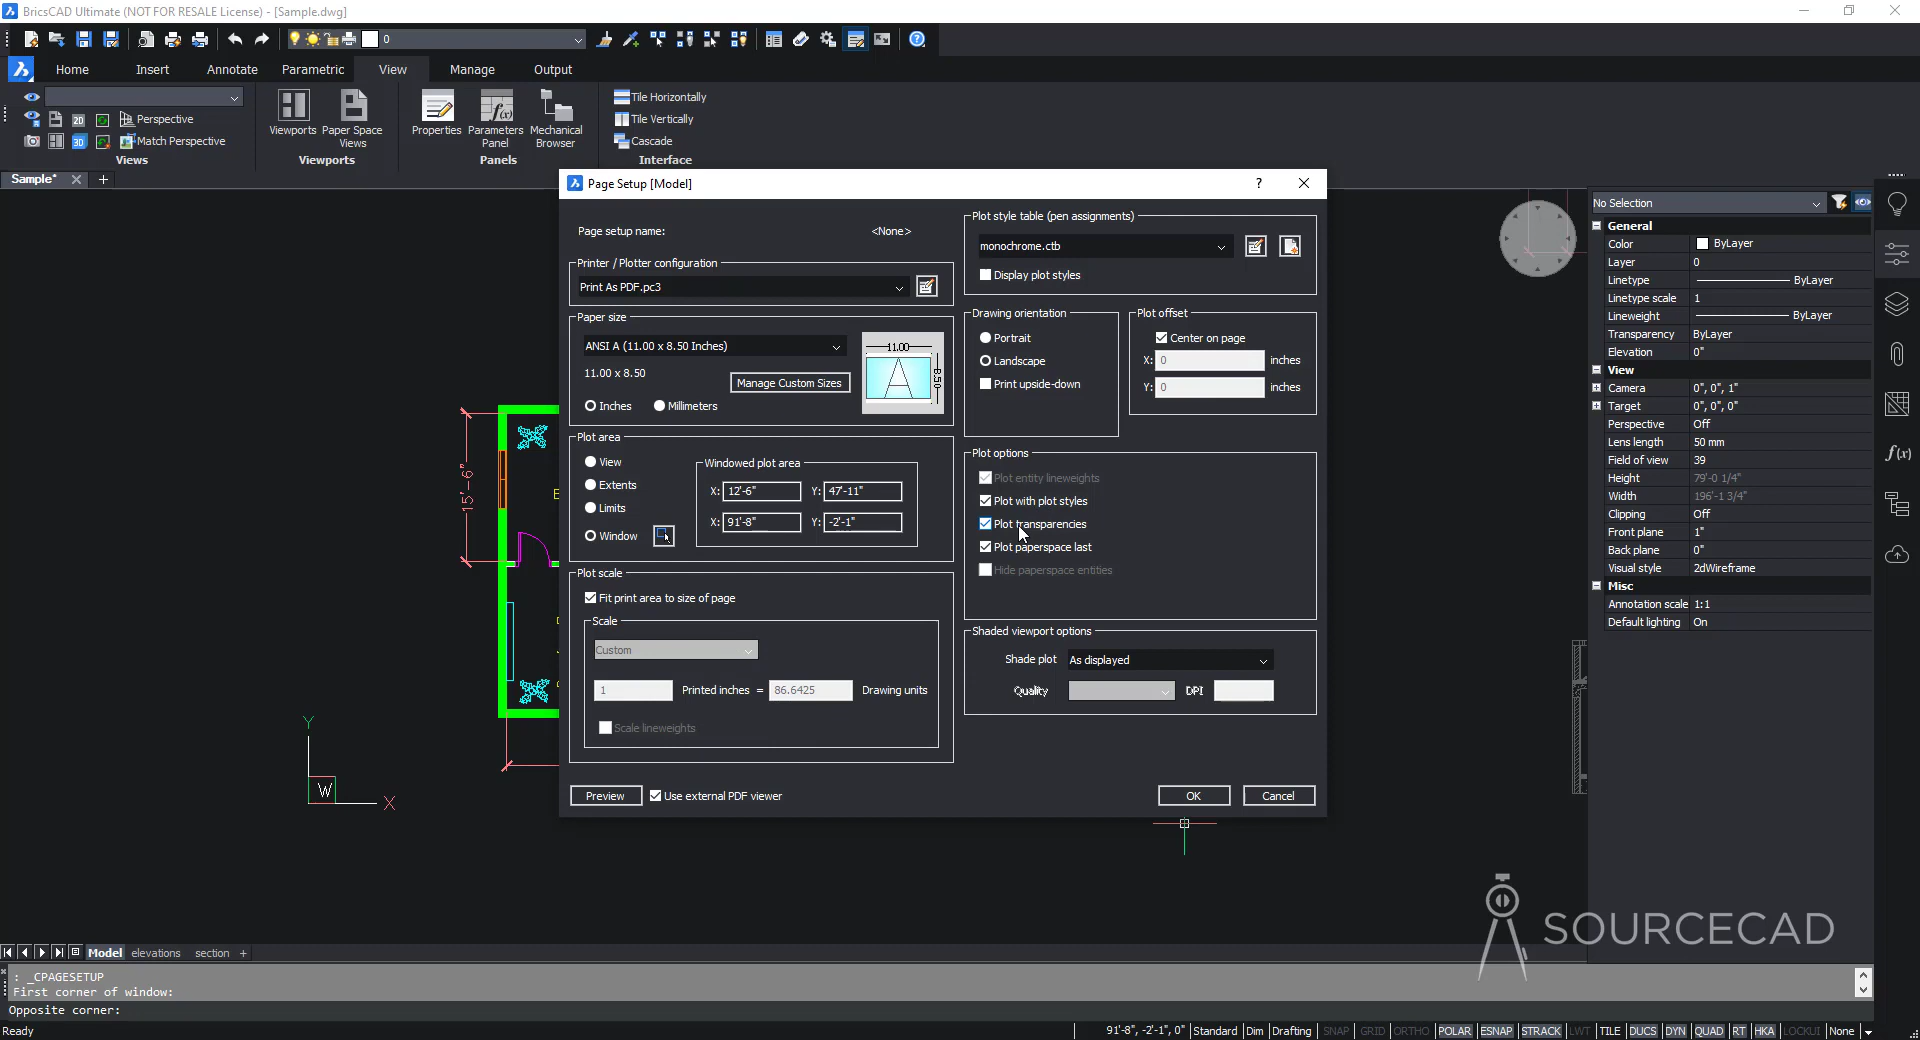 BricsCAD Ultimate (NOT FOR RESALE License) - [Sample.dwg]
0
Home Insert Annotate Parametric View Manage Output
Perspective
Match Perspective
Views
2D
3D
Viewports Paper Space Views
Viewports
Properties Parameters Panel Mechanical Browser
Panels
Tile Horizontally
Tile Vertically
Cascade
Interface
Sample*
Page Setup [Model]
Page setup name: <None>
Printer / Plotter configuration
Print As PDF.pc3
Paper size
ANSI A (11.00 x 8.50 Inches)
11.00 x 8.50
Manage Custom Sizes
Inches Millimeters
11.00
8.50
A
Plot area
View
Extents
Limits
Window
Windowed plot area
X: 12'-6" Y: 47'-11"
X: 91'-8" Y: -2'-1"
Plot scale
Fit print area to size of page
Scale
Custom
1 Printed inches = 86.6425 Drawing units
Scale lineweights
Preview Use external PDF viewer
Plot style table (pen assignments)
monochrome.ctb
Display plot styles
Drawing orientation
Portrait
Landscape
Print upside-down
Plot offset
Center on page
X: 0 inches
Y: 0 inches
Plot options
Plot entity lineweights
Plot with plot styles
Plot transparencies
Plot paperspace last
Hide paperspace entities
Shaded viewport options
Shade plot As displayed
Quality DPI
OK Cancel
15'-6"
Y
W
X
No Selection
General
Color ByLayer
Layer 0
Linetype ByLayer
Linetype scale 1
Lineweight ByLayer
Transparency ByLayer
Elevation 0"
View
Camera 0", 0", 1"
Target 0", 0", 0"
Perspective Off
Lens length 50 mm
Field of view 39
Height 79'-0 1/4"
Width 196'-1 3/4"
Clipping Off
Front plane 1"
Back plane 0"
Visual style 2dWireframe
Misc
Annotation scale 1:1
Default lighting On
f(x)
SOURCECAD
Model elevations section +
: _CPAGESETUP
First corner of window:
Opposite corner:
Ready
91'-8", -2'-1", 0" Standard Dim Drafting SNAP GRID ORTHO POLAR ESNAP STRACK LWT TILE DUCS DYN QUAD RT HKA LOCKUI None